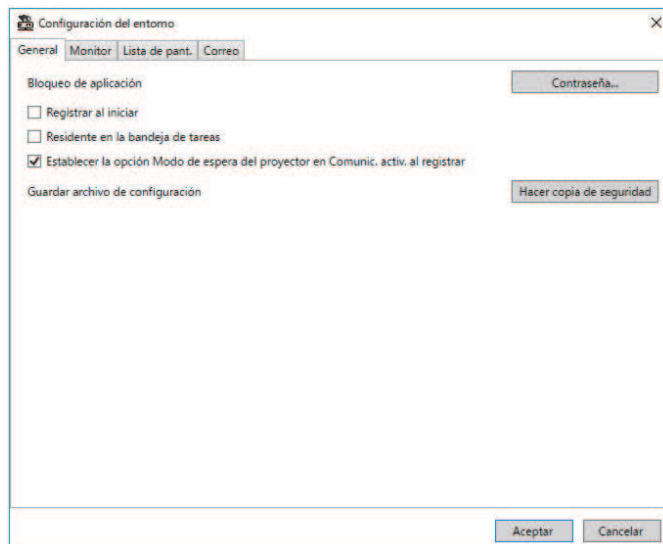 Configuración del entorno
General Monitor Lista de pant. Correo
Bloqueo de aplicación Contraseña...
Registrar al iniciar
Residente en la bandeja de tareas
Establecer la opción Modo de espera del proyector en Comunic. activ. al registrar
Guardar archivo de configuración Hacer copia de seguridad
Aceptar Cancelar